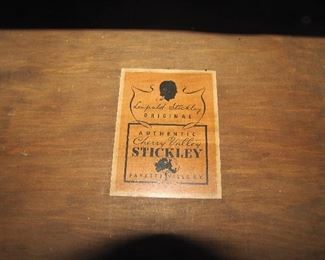 Leopold Stickley
ORIGINAL
AUTHENTIC
Cherry Valley
STICKLEY
FAYETTEVILLE N.Y.